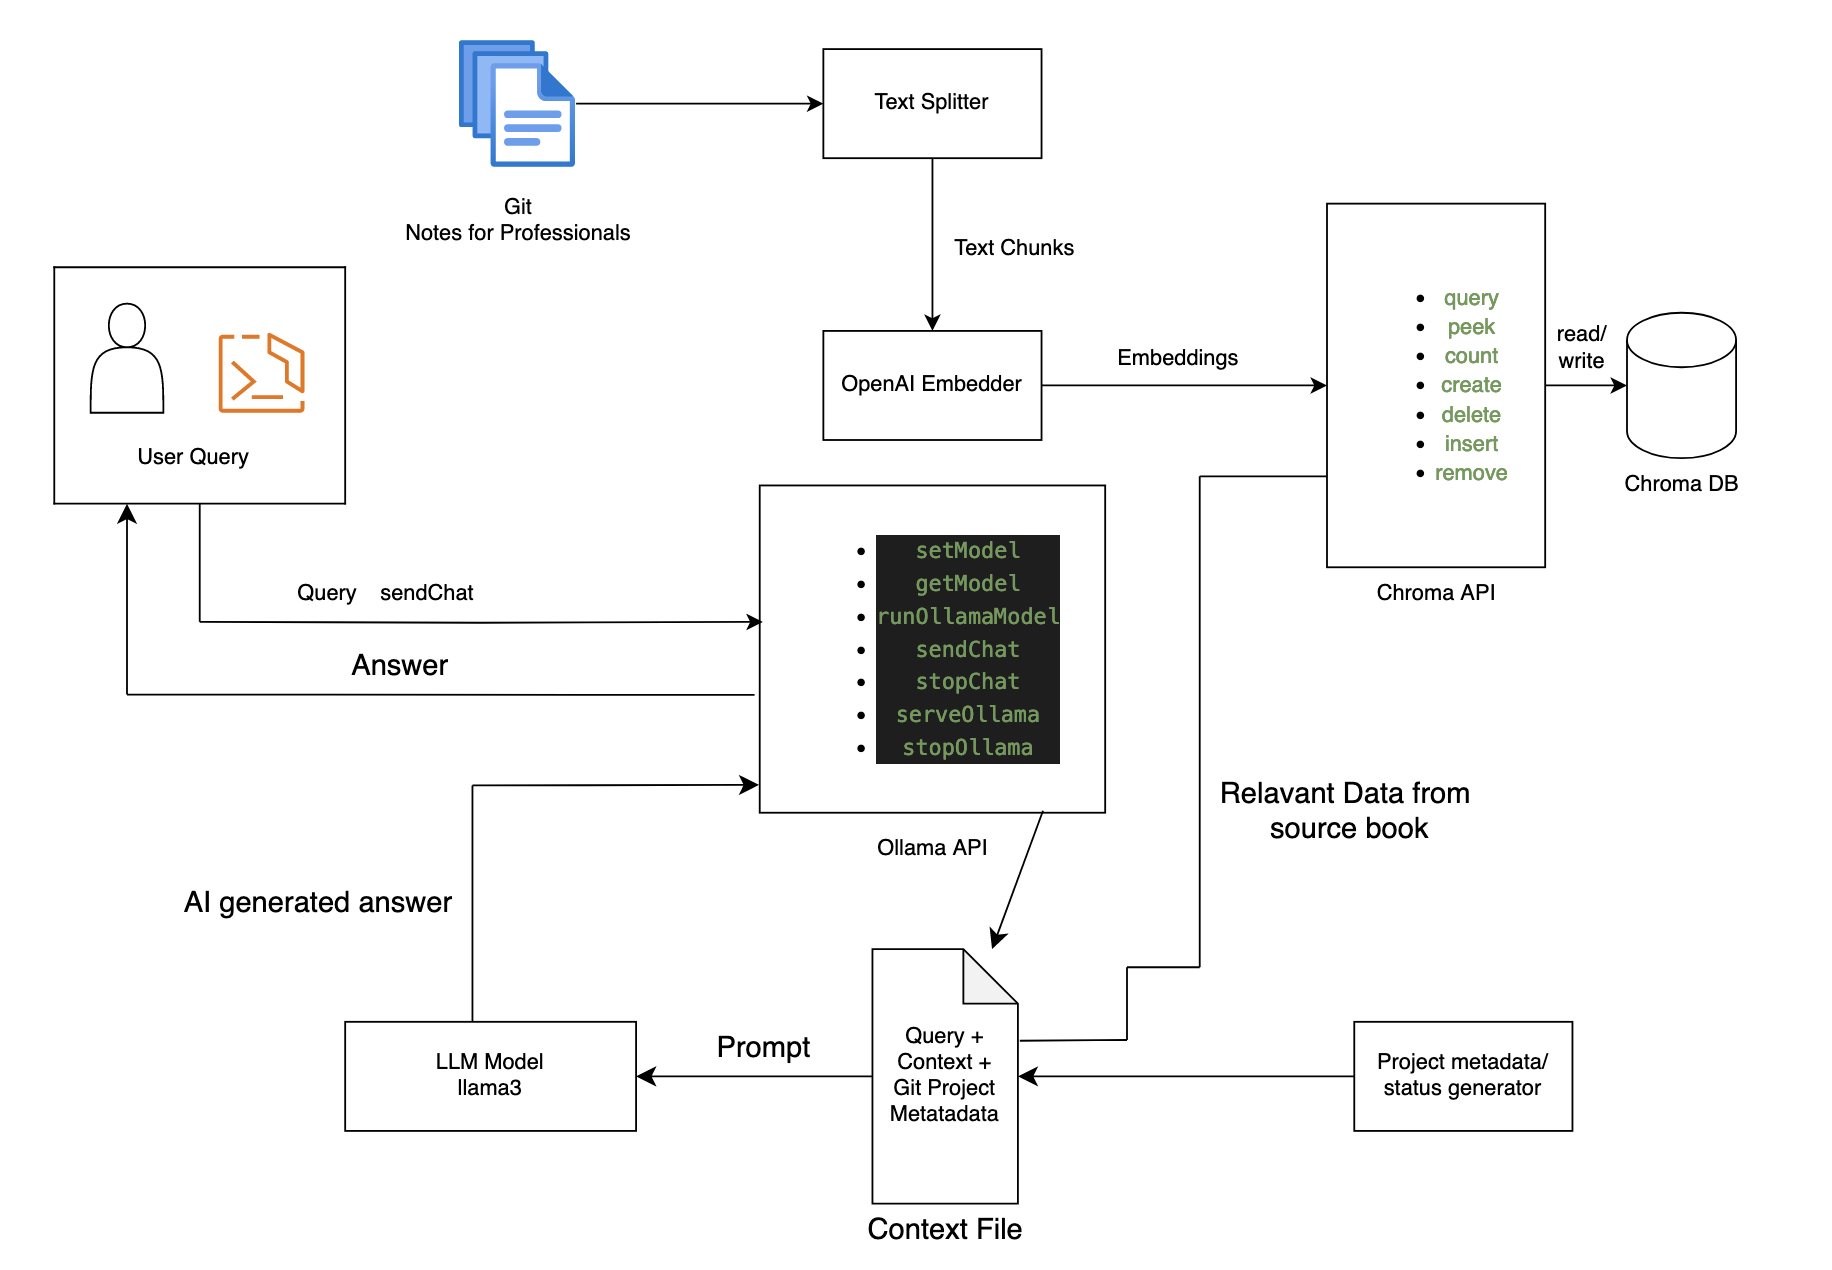 Text Splitter
Git
Notes for Professionals
Text Chunks
OpenAI Embedder
Embeddings
query
peek
count
create
delete
insert
remove
read/
write
Chroma DB
Chroma API
User Query
Query sendChat
Answer
setModel
getModel
runOllamaModel
sendChat
stopChat
serveOllama
stopOllama
Ollama API
Relavant Data from
source book
AI generated answer
LLM Model
llama3
Prompt
Query +
Context +
Git Project
Metatadata
Context File
Project metadata/
status generator